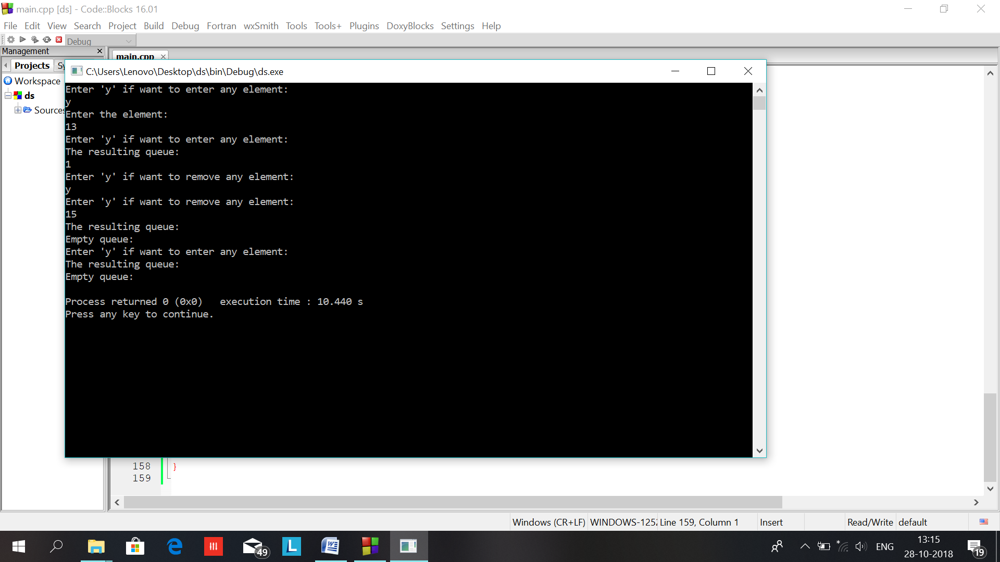 main.cpp [ds] - Code::Blocks 16.01
File Edit View Search Project Build Debug Fortran wxSmith Tools Tools+ Plugins DoxyBlocks Settings Help
Debug
Management
main.cpp
Projects Sy
C:\Users\Lenovo\Desktop\ds\bin\Debug\ds.exe
Workspace
ds
Sources
Enter 'y' if want to enter any element:
y
Enter the element:
13
Enter 'y' if want to enter any element:
The resulting queue:
1
Enter 'y' if want to remove any element:
y
Enter 'y' if want to remove any element:
15
The resulting queue:
Empty queue:
Enter 'y' if want to enter any element:
The resulting queue:
Empty queue:
Process returned 0 (0x0)   execution time : 10.440 s
Press any key to continue.
158 }
159
Windows (CR+LF) WINDOWS-1252 Line 159, Column 1 Insert Read/Write default
49
L
W
ENG
13:15
28-10-2018
19